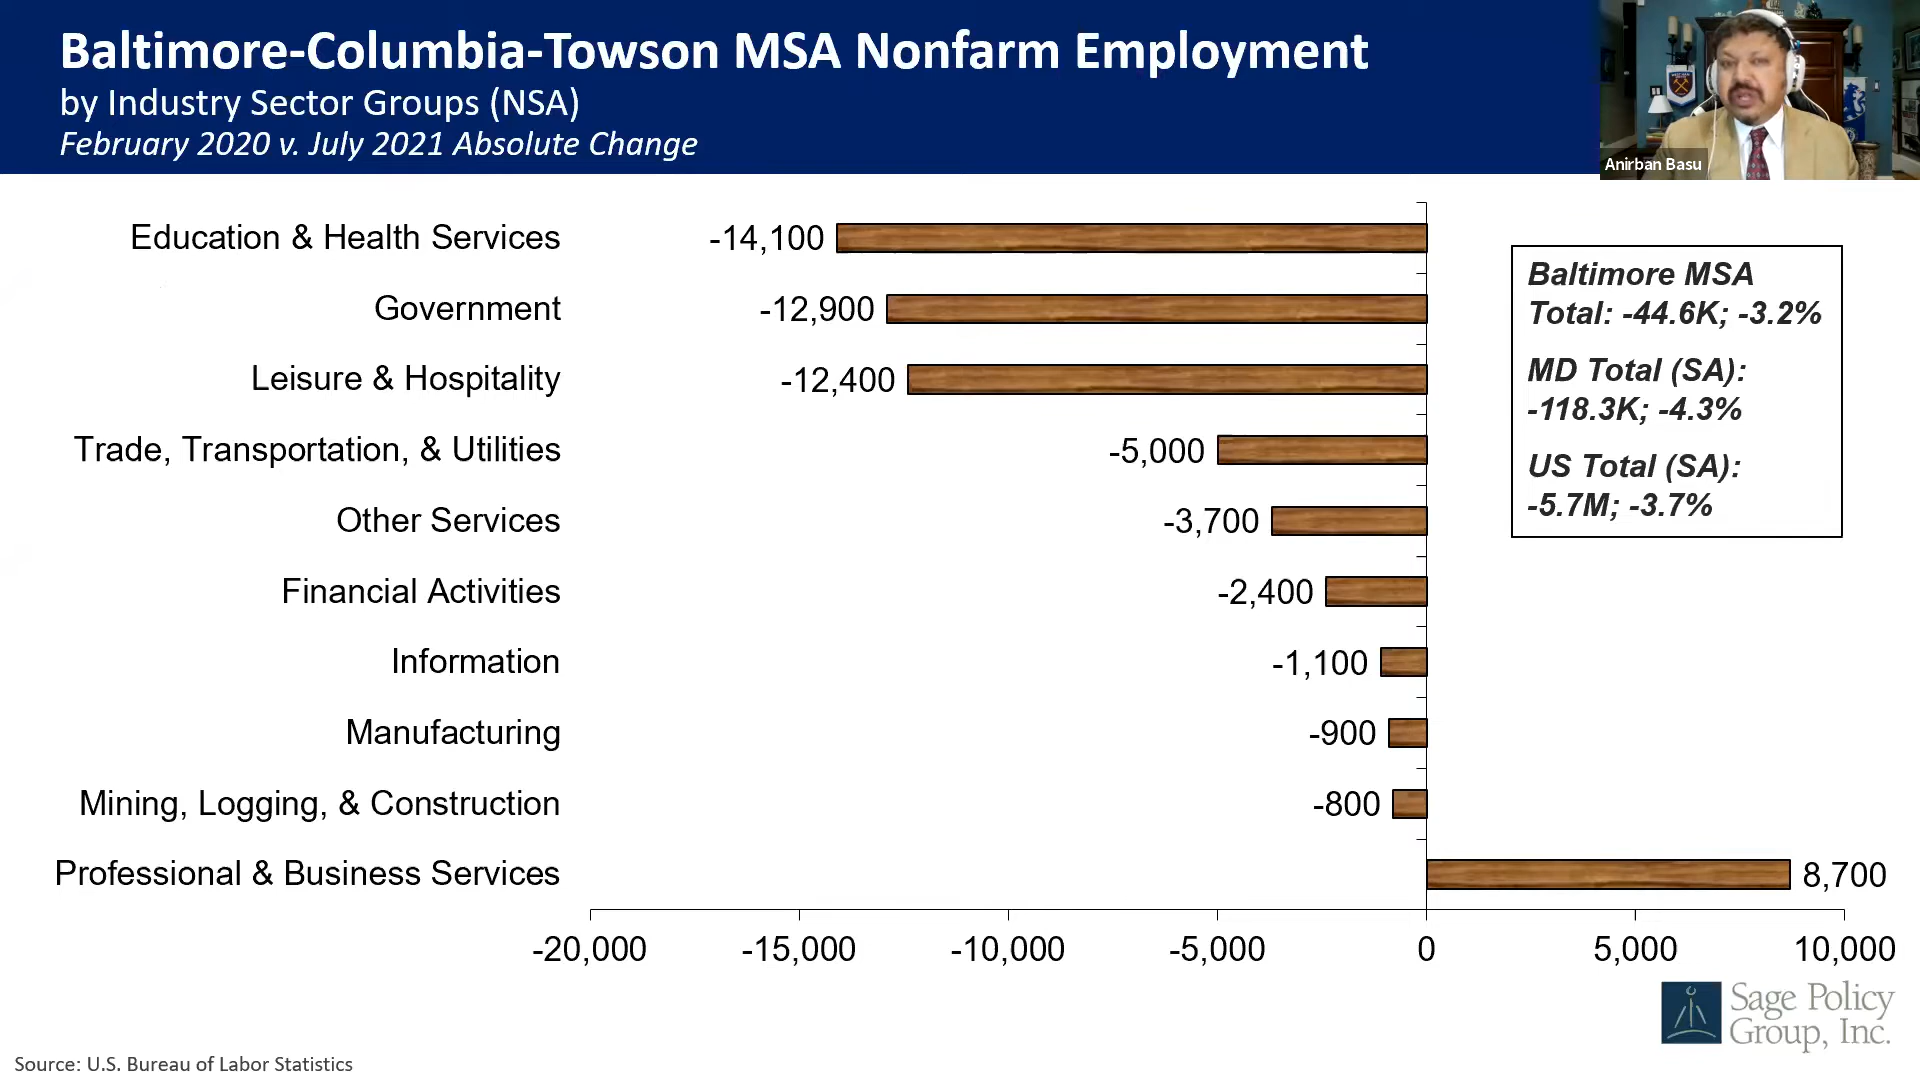 Baltimore-Columbia-Towson MSA Nonfarm Employment
by Industry Sector Groups (NSA)
February 2020 v. July 2021 Absolute Change
Anirban Basu
Education & Health Services -14,100
Government -12,900
Leisure & Hospitality -12,400
Trade, Transportation, & Utilities -5,000
Other Services -3,700
Financial Activities -2,400
Information -1,100
Manufacturing -900
Mining, Logging, & Construction -800
Professional & Business Services 8,700
-20,000 -15,000 -10,000 -5,000 0 5,000 10,000
Baltimore MSA
Total: -44.6K; -3.2%
MD Total (SA):
-118.3K; -4.3%
US Total (SA):
-5.7M; -3.7%
Sage Policy
Group, Inc.
Source: U.S. Bureau of Labor Statistics